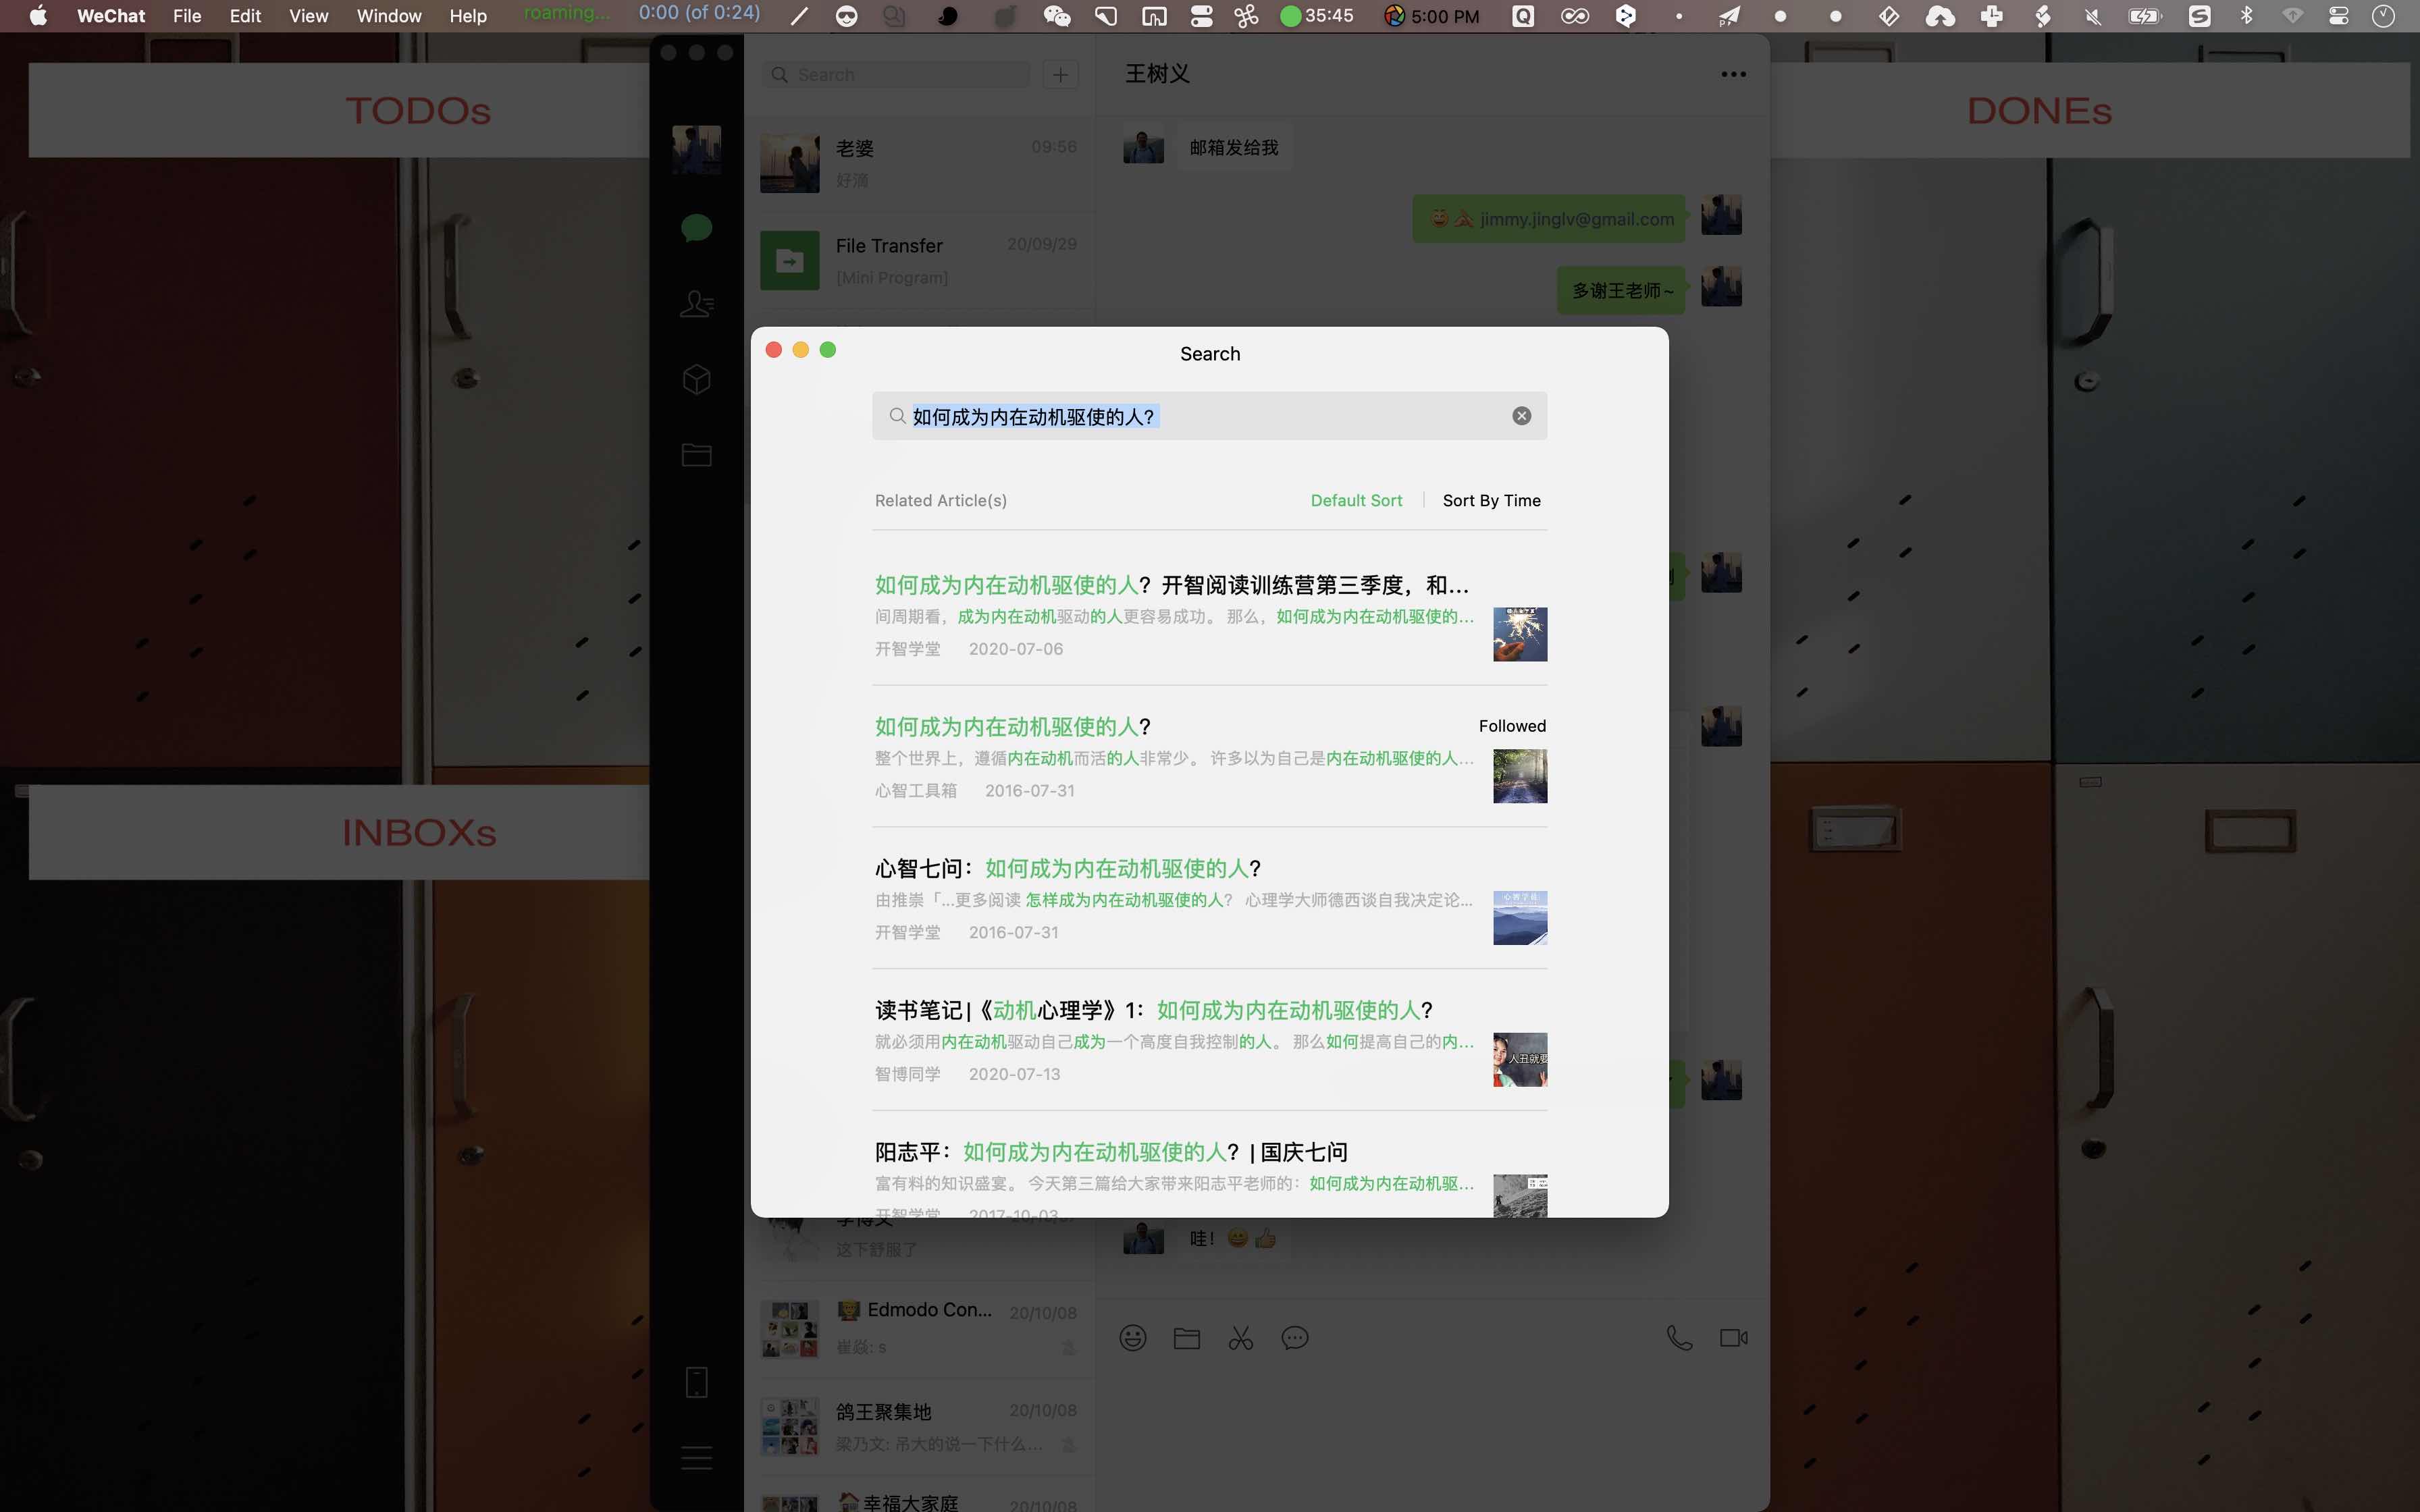 WeChat File Edit View Window Help roaming... 0:00 (of 0:24) 35:45 5:00 PM
TODOs
DONEs
INBOXs
Search
老婆 09:56
好滴
File Transfer 20/09/29
[Mini Program]
王树义
邮箱发给我
jimmy.jinglv@gmail.com
多谢王老师~
Search
如何成为内在动机驱使的人?
Related Article(s) Default Sort Sort By Time
如何成为内在动机驱使的人? 开智阅读训练营第三季度，和...
间周期看，成为内在动机驱动的人更容易成功。 那么，如何成为内在动机驱使的...
开智学堂 2020-07-06
如何成为内在动机驱使的人? Followed
整个世界上，遵循内在动机而活的人非常少。 许多以为自己是内在动机驱使的人...
心智工具箱 2016-07-31
心智七问：如何成为内在动机驱使的人?
由推崇「...更多阅读 怎样成为内在动机驱使的人? 心理学大师德西谈自我决定论...
开智学堂 2016-07-31
读书笔记|《动机心理学》1：如何成为内在动机驱使的人?
就必须用内在动机驱动自己成为一个高度自我控制的人。 那么如何提高自己的内...
智博同学 2020-07-13
人丑就要
阳志平：如何成为内在动机驱使的人? | 国庆七问
富有料的知识盛宴。 今天第三篇给大家带来阳志平老师的：如何成为内在动机驱...
开智学堂 2017-10-03
这下舒服了
哇!
Edmodo Con... 20/10/08
崔焱: s
鸽王聚集地 20/10/08
梁乃文: 吊大的说一下什么...
幸福大家庭 20/10/08